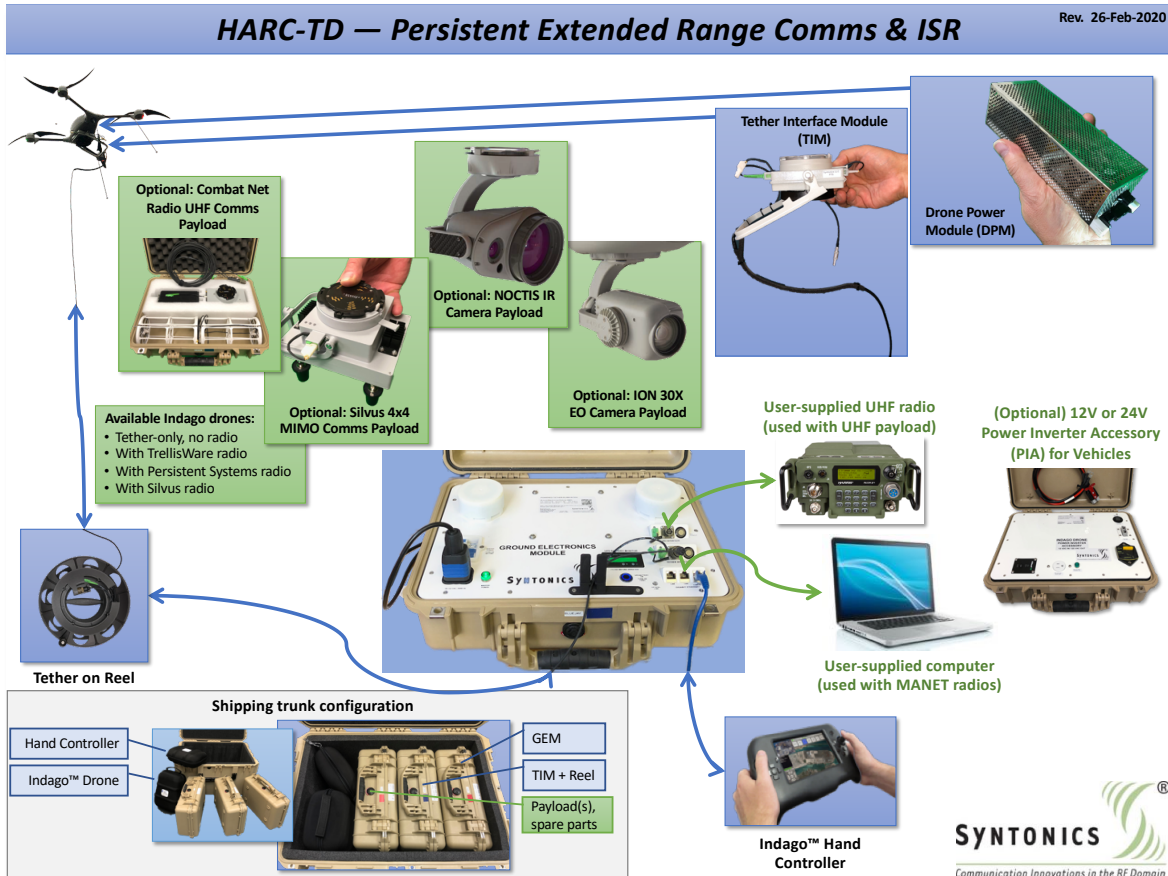 HARC-TD — Persistent Extended Range Comms & ISR
Rev. 26-Feb-2020
Tether Interface Module
(TIM)
Drone Power
Module (DPM)
Optional: Combat Net
Radio UHF Comms
Payload
Optional: NOCTIS IR
Camera Payload
Optional: Silvus 4x4
MIMO Comms Payload
Optional: ION 30X
EO Camera Payload
Available Indago drones:
• Tether-only, no radio
• With TrellisWare radio
• With Persistent Systems radio
• With Silvus radio
User-supplied UHF radio
(used with UHF payload)
(Optional) 12V or 24V
Power Inverter Accessory
(PIA) for Vehicles
GROUND ELECTRONICS
MODULE
SYNTONICS
INDAGO DRONE
POWER INVERTER
ACCESSORY
SYNTONICS
Tether on Reel
User-supplied computer
(used with MANET radios)
Shipping trunk configuration
Hand Controller
Indago™ Drone
GEM
TIM + Reel
Payload(s),
spare parts
Indago™ Hand
Controller
SYNTONICS®
Communication Innovations in the RF Domain